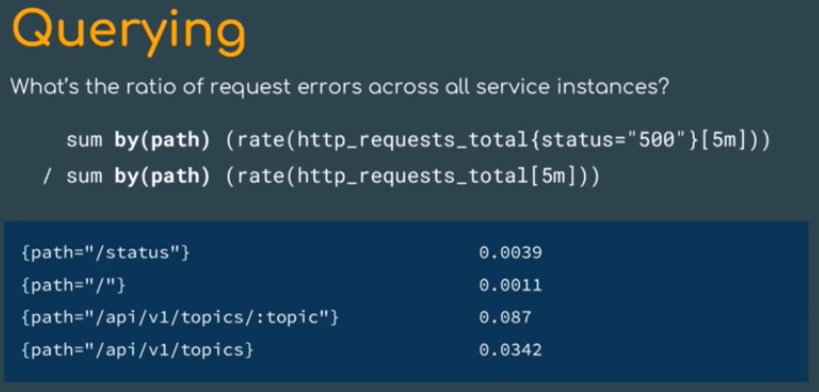 Querying
What's the ratio of request errors across all service instances?
sum by(path) (rate(http_requests_total{status="500"}[5m]))
/ sum by(path) (rate(http_requests_total[5m]))
{path="/status"} 0.0039
{path="/"} 0.0011
{path="/api/v1/topics/:topic"} 0.087
{path="/api/v1/topics} 0.0342